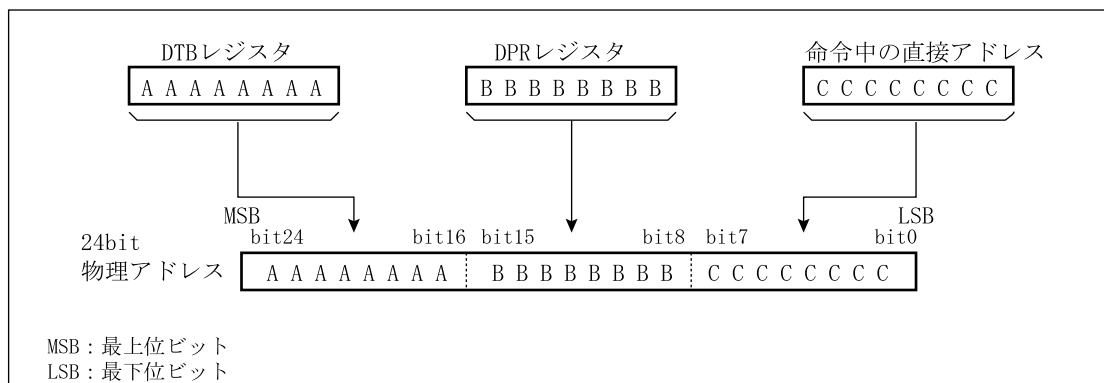 DTBレジスタ DPRレジスタ 命令中の直接アドレス
A A A A A A A A B B B B B B B B C C C C C C C C
MSB LSB
24bit bit24 bit16 bit15 bit8 bit7 bit0
物理アドレス A A A A A A A A B B B B B B B B C C C C C C C C
MSB：最上位ビット
LSB：最下位ビット